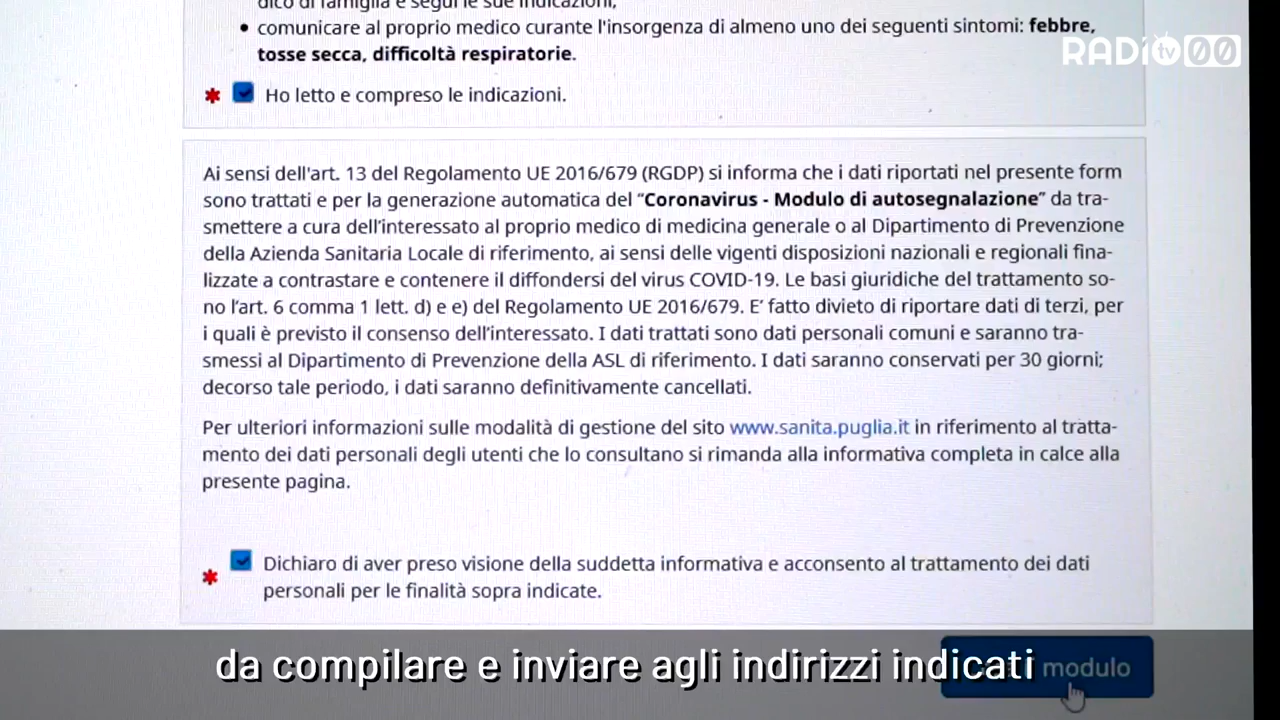 dico di famiglia e segui le sue indicazioni;
• comunicare al proprio medico curante l'insorgenza di almeno uno dei seguenti sintomi: febbre,
tosse secca, difficoltà respiratorie.
RADIO tv 00
* Ho letto e compreso le indicazioni.
Ai sensi dell'art. 13 del Regolamento UE 2016/679 (RGDP) si informa che i dati riportati nel presente form
sono trattati e per la generazione automatica del “Coronavirus - Modulo di autosegnalazione” da tra-
smettere a cura dell’interessato al proprio medico di medicina generale o al Dipartimento di Prevenzione
della Azienda Sanitaria Locale di riferimento, ai sensi delle vigenti disposizioni nazionali e regionali fina-
lizzate a contrastare e contenere il diffondersi del virus COVID-19. Le basi giuridiche del trattamento so-
no l’art. 6 comma 1 lett. d) e e) del Regolamento UE 2016/679. E’ fatto divieto di riportare dati di terzi, per
i quali è previsto il consenso dell’interessato. I dati trattati sono dati personali comuni e saranno tra-
smessi al Dipartimento di Prevenzione della ASL di riferimento. I dati saranno conservati per 30 giorni;
decorso tale periodo, i dati saranno definitivamente cancellati.
Per ulteriori informazioni sulle modalità di gestione del sito www.sanita.puglia.it in riferimento al tratta-
mento dei dati personali degli utenti che lo consultano si rimanda alla informativa completa in calce alla
presente pagina.
* Dichiaro di aver preso visione della suddetta informativa e acconsento al trattamento dei dati
personali per le finalità sopra indicate.
modulo
da compilare e inviare agli indirizzi indicati